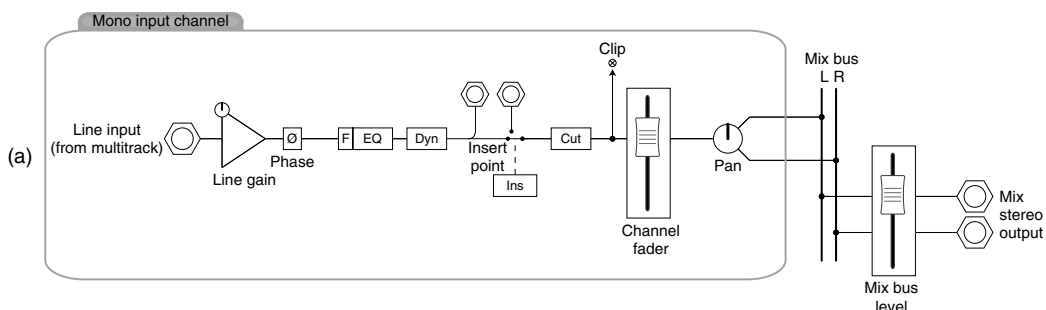 Mono input channel
(a)
Line input
(from multitrack)
Line gain
Ø
Phase
F EQ
Dyn
Insert
point
Ins
Cut
Clip
Channel
fader
Pan
Mix bus
L R
Mix bus
level
Mix
stereo
output